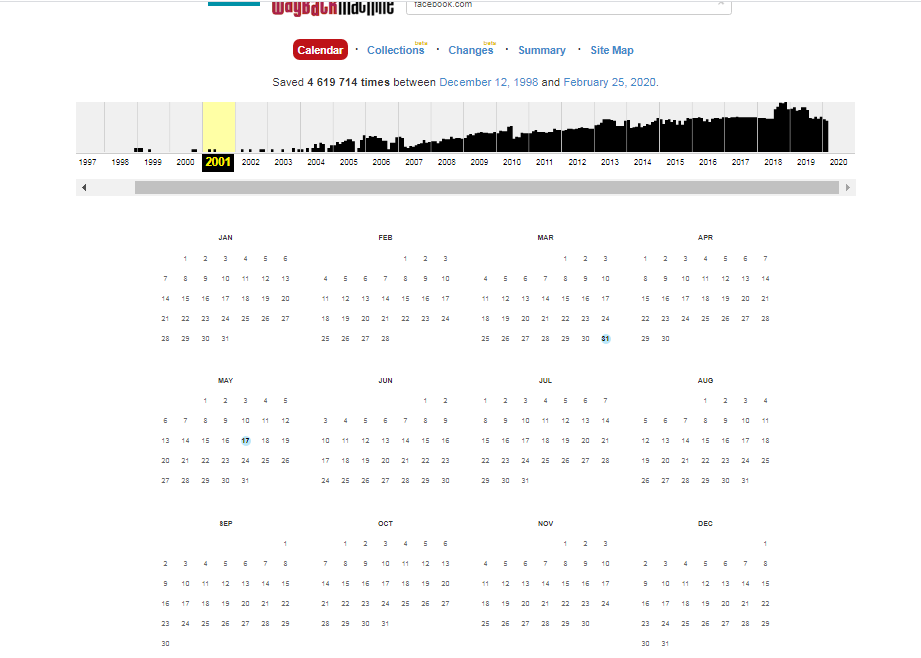 WayBackMachine
facebook.com
Calendar · Collections beta · Changes beta · Summary · Site Map
Saved 4 619 714 times between December 12, 1998 and February 25, 2020.
1997 1998 1999 2000 2001 2002 2003 2004 2005 2006 2007 2008 2009 2010 2011 2012 2013 2014 2015 2016 2017 2018 2019 2020
JAN FEB MAR APR
1 2 3 4 5 6 1 2 3 1 2 3 1 2 3 4 5 6 7
7 8 9 10 11 12 13 4 5 6 7 8 9 10 4 5 6 7 8 9 10 8 9 10 11 12 13 14
14 15 16 17 18 19 20 11 12 13 14 15 16 17 11 12 13 14 15 16 17 15 16 17 18 19 20 21
21 22 23 24 25 26 27 18 19 20 21 22 23 24 18 19 20 21 22 23 24 22 23 24 25 26 27 28
28 29 30 31 25 26 27 28 25 26 27 28 29 30 31 29 30
MAY JUN JUL AUG
1 2 3 4 5 1 2 1 2 3 4 5 6 7 1 2 3 4
6 7 8 9 10 11 12 3 4 5 6 7 8 9 8 9 10 11 12 13 14 5 6 7 8 9 10 11
13 14 15 16 17 18 19 10 11 12 13 14 15 16 15 16 17 18 19 20 21 12 13 14 15 16 17 18
20 21 22 23 24 25 26 17 18 19 20 21 22 23 22 23 24 25 26 27 28 19 20 21 22 23 24 25
27 28 29 30 31 24 25 26 27 28 29 30 29 30 31 26 27 28 29 30 31
SEP OCT NOV DEC
1 1 2 3 4 5 6 1 2 3 1
2 3 4 5 6 7 8 7 8 9 10 11 12 13 4 5 6 7 8 9 10 2 3 4 5 6 7 8
9 10 11 12 13 14 15 14 15 16 17 18 19 20 11 12 13 14 15 16 17 9 10 11 12 13 14 15
16 17 18 19 20 21 22 21 22 23 24 25 26 27 18 19 20 21 22 23 24 16 17 18 19 20 21 22
23 24 25 26 27 28 29 28 29 30 31 25 26 27 28 29 30 23 24 25 26 27 28 29
30 30 31